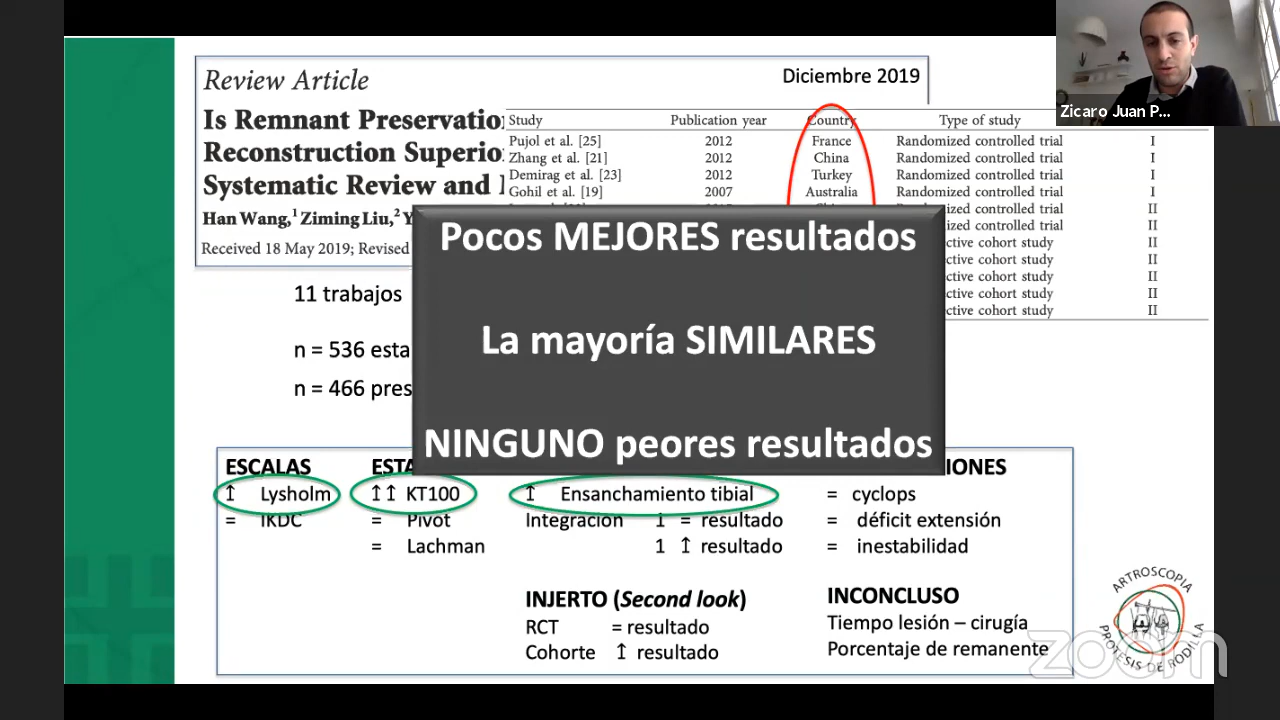 Review Article
Diciembre 2019
Is Remnant Preservatio
Reconstruction Superio
Systematic Review and
Han Wang,1 Ziming Liu,2 Y
Received 18 May 2019; Revised
Study Publication year Country Type of study
Pujol et al. [25] 2012 France Randomized controlled trial I
Zhang et al. [21] 2012 China Randomized controlled trial I
Demirag et al. [23] 2012 Turkey Randomized controlled trial I
Gohil et al. [19] 2007 Australia Randomized controlled trial I
mized controlled trial II
ized controlled trial II
ctive cohort study II
ective cohort study II
ctive cohort study II
ctive cohort study II
ctive cohort study II
Zicaro Juan P...
Pocos MEJORES resultados
La mayoría SIMILARES
NINGUNO peores resultados
11 trabajos
n = 536 esta
n = 466 pres
ESCALAS
↑ Lysholm
= IKDC
ESTA
↑↑ KT100
= Pivot
= Lachman
↑ Ensanchamiento tibial
Integración 1 = resultado
1 ↑ resultado
INJERTO (Second look)
RCT = resultado
Cohorte ↑ resultado
IONES
= cyclops
= déficit extensión
= inestabilidad
INCONCLUSO
Tiempo lesión – cirugía
Porcentaje de remanente
ARTROSCOPIA
PROTESIS DE RODILLA
zoom